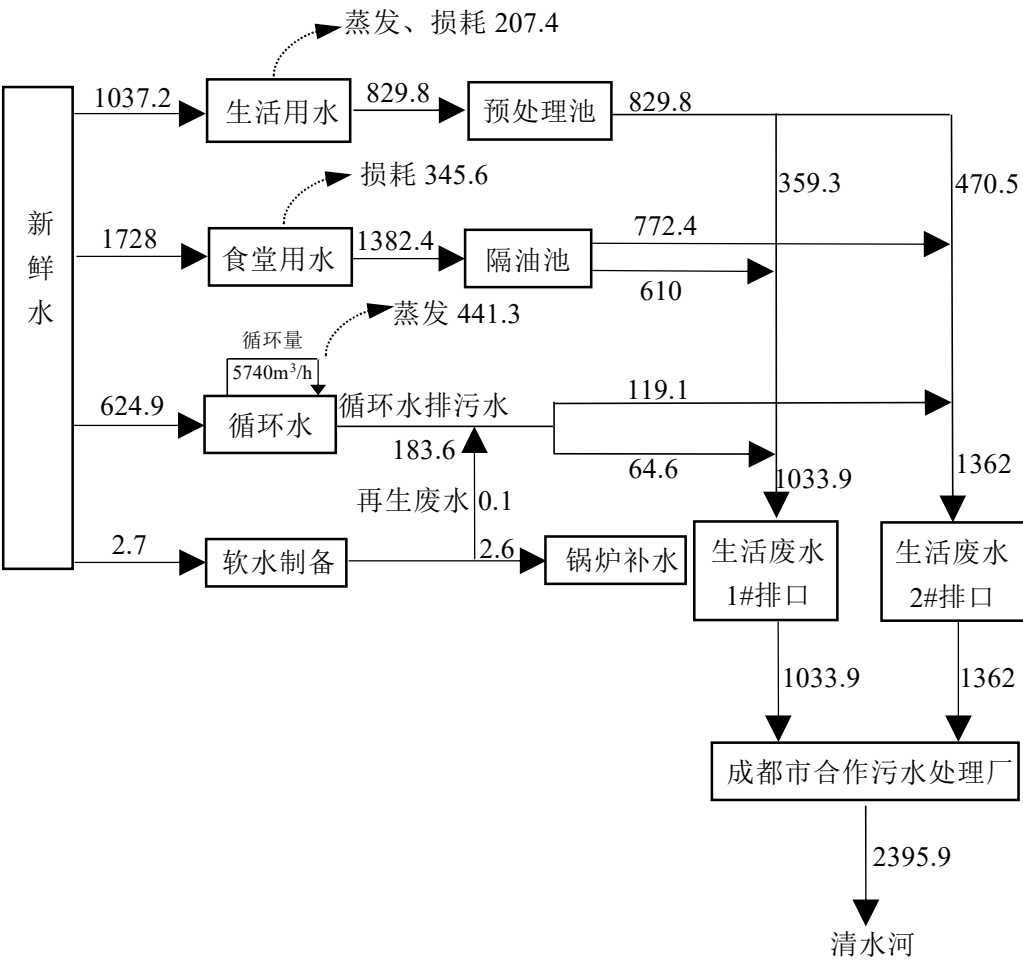 蒸发、损耗 207.4
1037.2
生活用水
829.8
预处理池
829.8
359.3
470.5
损耗 345.6
新鲜水
1728
食堂用水
1382.4
隔油池
772.4
610
蒸发 441.3
循环量
5740m³/h
624.9
循环水
循环水排污水
183.6
119.1
64.6
1033.9
1362
再生废水 0.1
2.7
软水制备
2.6
锅炉补水
生活废水
1#排口
生活废水
2#排口
1033.9
1362
成都市合作污水处理厂
2395.9
清水河